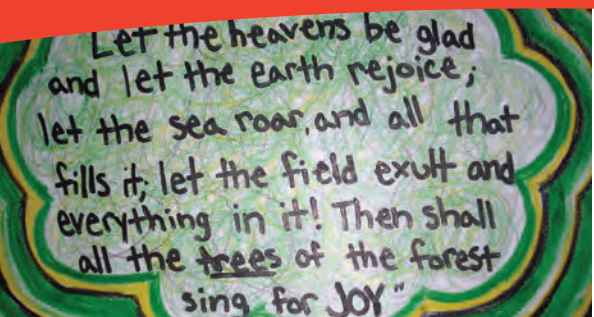 Let the heavens be glad
and let the earth rejoice;
let the sea roar, and all that
fills it; let the field exult and
everything in it! Then shall
all the trees of the forest
sing for JOY"